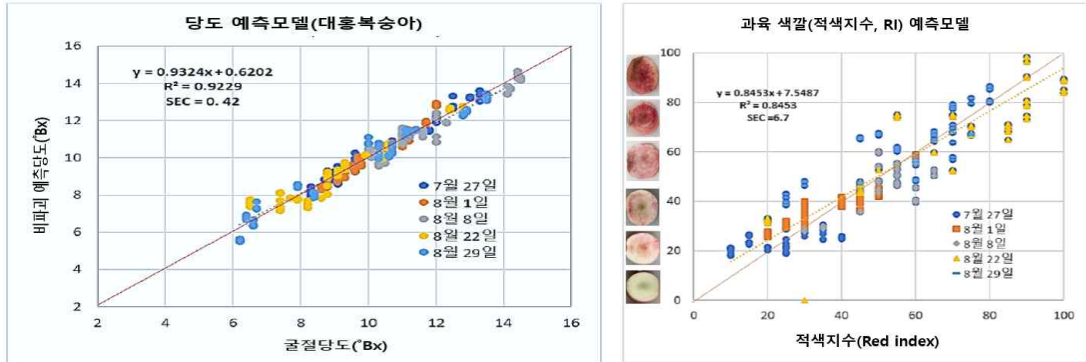 당도 예측모델(대홍복숭아)
16
14
12
10
8
6
4
2
y = 0.9324x+0.6202
R² = 0.9229
SEC = 0.42
비파괴 예측당도(˚Bx)
7월 27일
8월 1일
8월 8일
8월 22일
8월 29일
2 4 6 8 10 12 14 16
굴절당도(˚Bx)
과육 색깔(적색지수, RI) 예측모델
100
80
60
40
20
0
y = 0.8453x+7.5487
R² = 0.8453
SEC =6.7
7월 27일
8월 1일
8월 8일
8월 22일
8월 29일
0 20 40 60 80 100
적색지수(Red index)